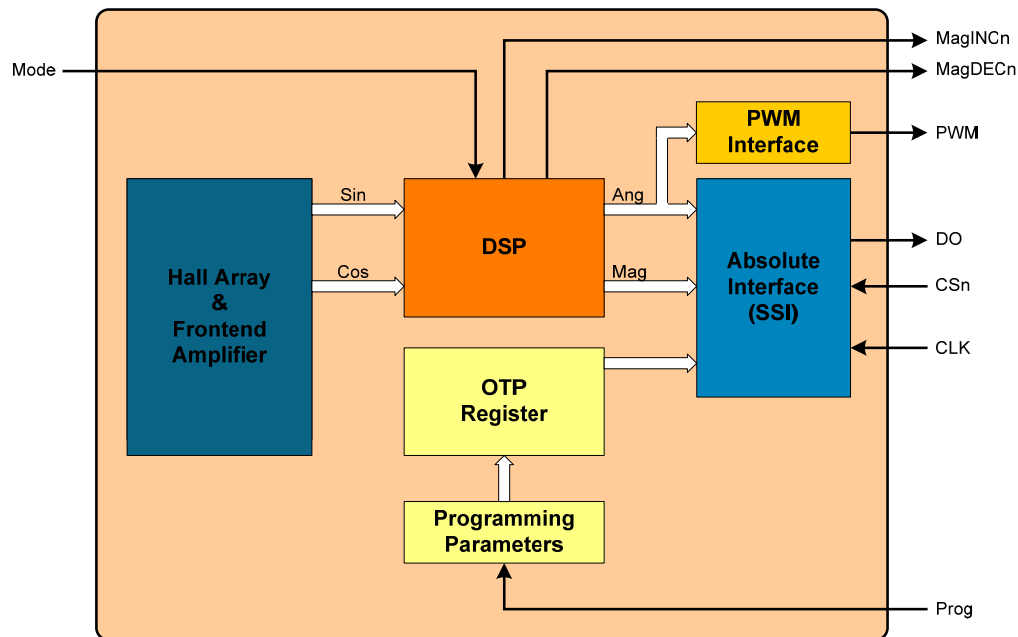 MagINCn
Mode
MagDECn
PWM
Interface
PWM
Sin
Ang
Hall Array
&
Frontend
Amplifier
DSP
Cos
Mag
Absolute
Interface
(SSI)
DO
CSn
CLK
OTP
Register
Programming
Parameters
Prog